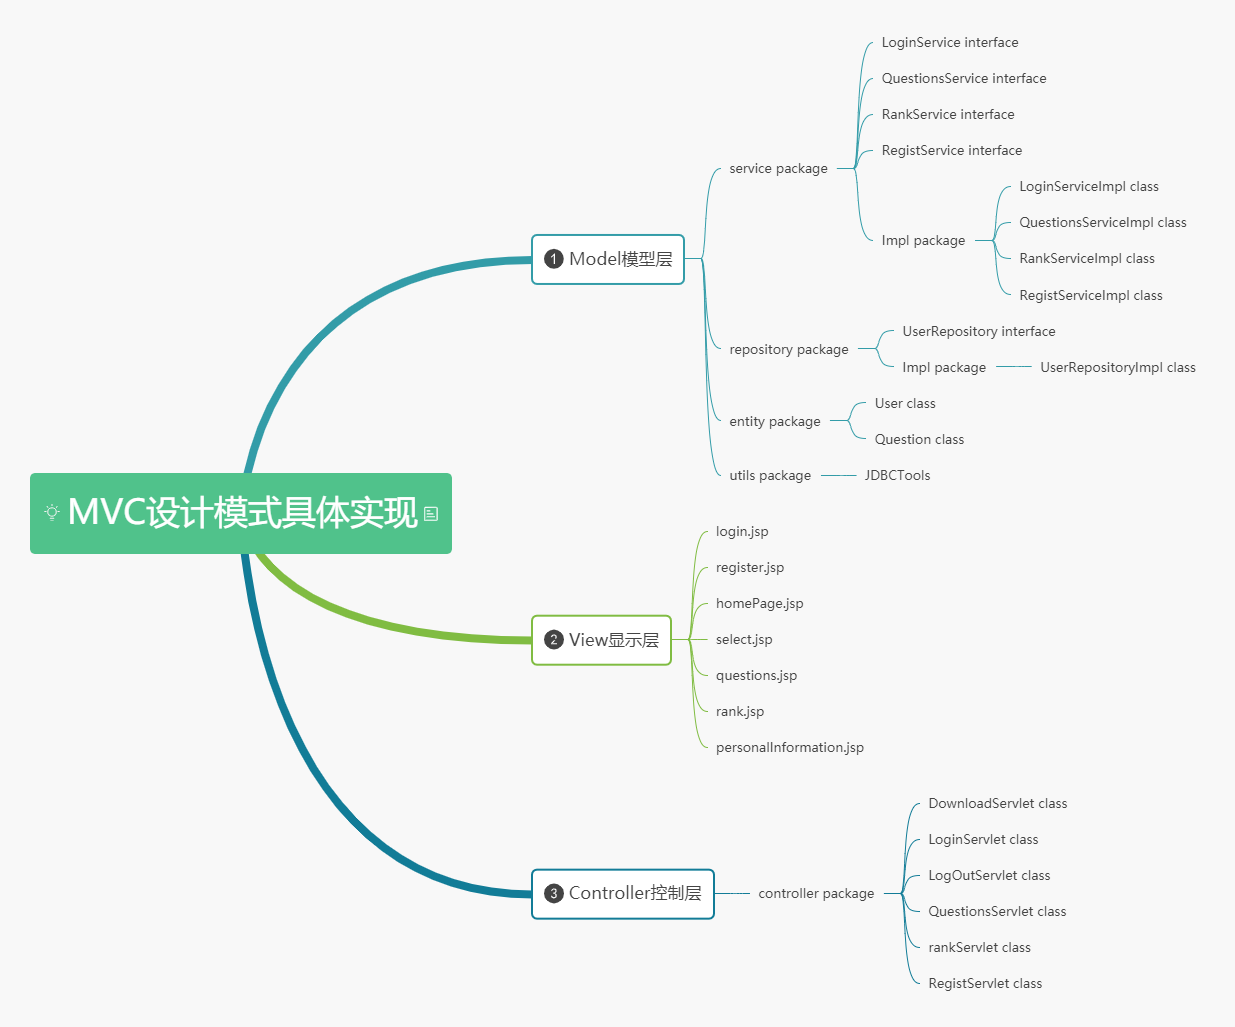 MVC设计模式具体实现
1 Model模型层
service package
LoginService interface
QuestionsService interface
RankService interface
RegistService interface
Impl package
LoginServiceImpl class
QuestionsServiceImpl class
RankServiceImpl class
RegistServiceImpl class
repository package
UserRepository interface
Impl package
UserRepositoryImpl class
entity package
User class
Question class
utils package
JDBCTools
2 View显示层
login.jsp
register.jsp
homePage.jsp
select.jsp
questions.jsp
rank.jsp
personalInformation.jsp
3 Controller控制层
controller package
DownloadServlet class
LoginServlet class
LogOutServlet class
QuestionsServlet class
rankServlet class
RegistServlet class